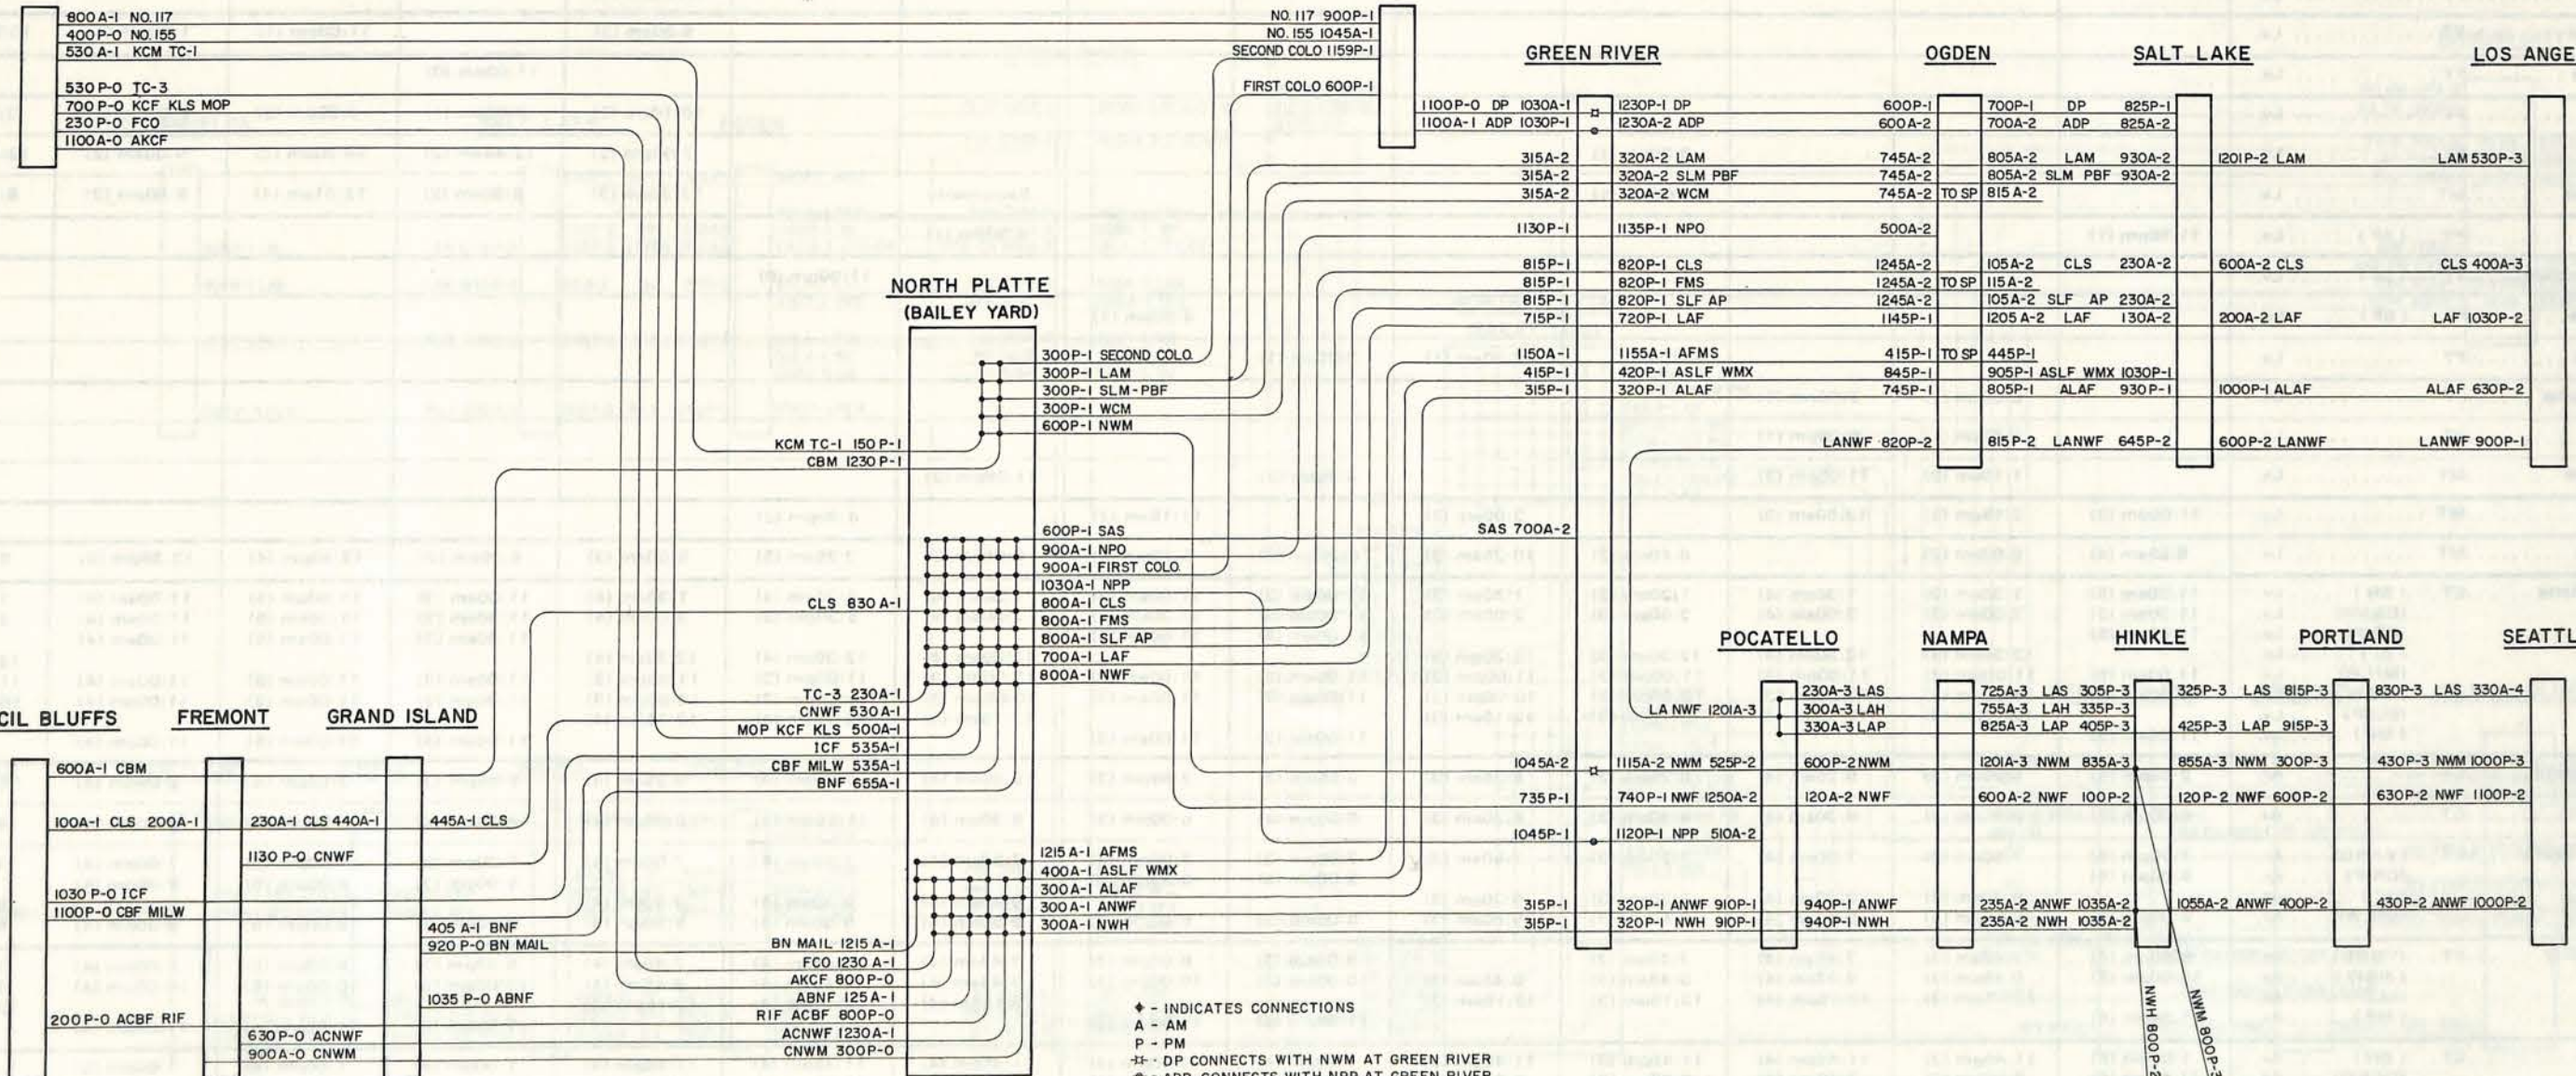 800 A-1 NO. 117
400 P-0 NO. 155
530 A-1 KCM TC-1
530 P-0 TC-3
700 P-0 KCF KLS MOP
230 P-0 FCO
1100A-0 AKCF
NO. 117 900P-1
NO. 155 1045A-1
SECOND COLO 1159P-1
FIRST COLO 600P-1
GREEN RIVER OGDEN SALT LAKE LOS ANGE
1100P-0 DP 1030A-1 1230P-1 DP 600P-1 700P-1 DP 825P-1
1100A-1 ADP 1030P-1 1230A-2 ADP 600A-2 700A-2 ADP 825A-2
315A-2 320A-2 LAM 745A-2 805A-2 LAM 930A-2 1201P-2 LAM LAM 530P-3
315A-2 320A-2 SLM PBF 745A-2 805A-2 SLM PBF 930A-2
315A-2 320A-2 WCM 745A-2 TO SP 815 A-2
1130 P-1 1135P-1 NPO 500A-2
815P-1 820P-1 CLS 1245A-2 105A-2 CLS 230A-2 600A-2 CLS CLS 400A-3
815P-1 820P-1 FMS 1245A-2 TO SP 115 A-2
815P-1 820P-1 SLF AP 1245A-2 105A-2 SLF AP 230A-2
715P-1 720P-1 LAF 1145P-1 1205 A-2 LAF 130A-2 200A-2 LAF LAF 1030P-2
1150A-1 1155A-1 AFMS 415P-1 TO SP 445P-1
415P-1 420P-1 ASLF WMX 845P-1 905P-1 ASLF WMX 1030P-1
315P-1 320P-1 ALAF 745P-1 805P-1 ALAF 930P-1 1000P-1 ALAF ALAF 630P-2
LANWF 820P-2 815P-2 LANWF 645P-2 600P-2 LANWF LANWF 900P-1
NORTH PLATTE
(BAILEY YARD)
300P-1 SECOND COLO.
300P-1 LAM
300P-1 SLM-PBF
300P-1 WCM
600P-1 NWM
KCM TC-1 150 P-1
CBM 1230 P-1
600P-1 SAS
SAS 700A-2
900A-1 NPO
900A-1 FIRST COLO.
1030A-1 NPP
CLS 830 A-1
800A-1 CLS
800A-1 FMS
800A-1 SLF AP
700A-1 LAF
800A-1 NWF
TC-3 230A-1
CNWF 530A-1
MOP KCF KLS 500A-1
ICF 535A-1
CBF MILW 535A-1
BNF 655A-1
CIL BLUFFS FREMONT GRAND ISLAND
600A-1 CBM
100A-1 CLS 200A-1 230A-1 CLS 440A-1 445A-1 CLS
1130 P-0 CNWF
1030 P-0 ICF
1100P-0 CBF MILW
405 A-1 BNF
920 P-0 BN MAIL
1035 P-0 ABNF
200 P-0 ACBF RIF
630 P-0 ACNWF
900A-0 CNWM
1215 A-1 AFMS
400A-1 ASLF WMX
300 A-1 ALAF
300 A-1 ANWF
300A-1 NWH
BN MAIL 1215 A-1
FCO 1230 A-1
AKCF 800 P-0
ABNF 125 A-1
RIF ACBF 800P-0
ACNWF 1230A-1
CNWM 300P-0
POCATELLO NAMPA HINKLE PORTLAND SEATTL
230A-3 LAS 725A-3 LAS 305P-3 325P-3 LAS 815P-3 830P-3 LAS 330A-4
LA NWF 1201A-3 300A-3 LAH 755A-3 LAH 335P-3
330A-3 LAP 825A-3 LAP 405P-3 425P-3 LAP 915P-3
1045A-2 1115A-2 NWM 525P-2 600P-2 NWM 1201A-3 NWM 835A-3 855A-3 NWM 300P-3 430P-3 NWM 1000P-3
735 P-1 740P-1 NWF 1250A-2 120A-2 NWF 600A-2 NWF 100P-2 120P-2 NWF 600P-2 630P-2 NWF 1100P-2
1045P-1 1120P-1 NPP 510A-2
315P-1 320P-1 ANWF 910P-1 940P-1 ANWF 235A-2 ANWF 1035A-2 1055A-2 ANWF 400P-2 430P-2 ANWF 1000P-2
315P-1 320P-1 NWH 910P-1 940P-1 NWH 235A-2 NWH 1035A-2
NWH 800P-2
NWM 800P-3
- INDICATES CONNECTIONS
A - AM
P - PM
- DP CONNECTS WITH NWM AT GREEN RIVER
- ADP CONNECTS WITH NPP AT GREEN RIVER